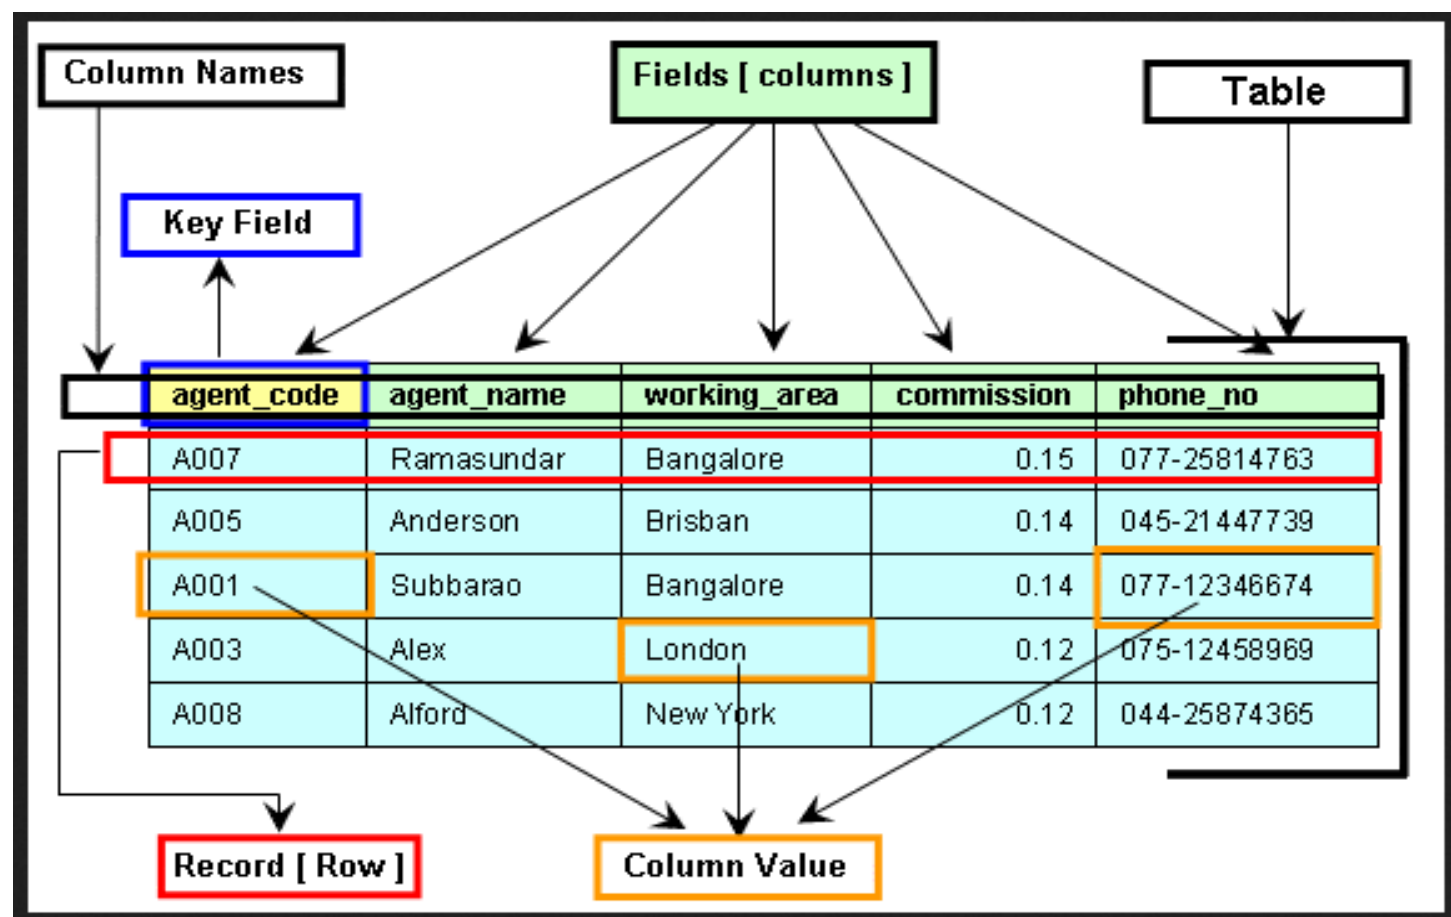 Column Names
Fields [ columns ]
Table
Key Field
agent_code agent_name working_area commission phone_no
A007 Ramasundar Bangalore 0.15 077-25814763
A005 Anderson Brisban 0.14 045-21447739
A001 Subbarao Bangalore 0.14 077-12346674
A003 Alex London 0.12 075-12458969
A008 Alford New York 0.12 044-25874365
Record [ Row ]
Column Value